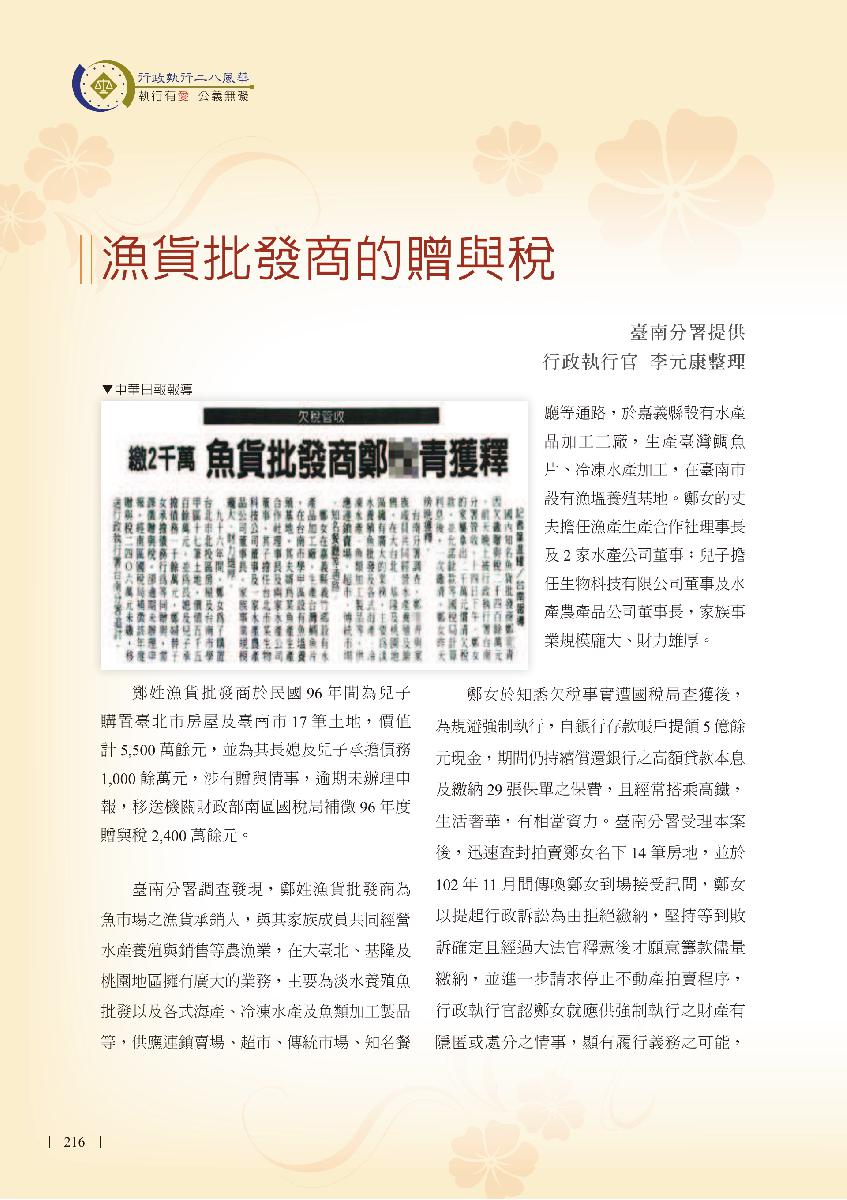 行政執行二八風華
執行有愛 公義無礙
漁貨批發商的贈與稅
臺南分署提供
行政執行官 李元康整理
▼中華日報報導
欠稅管收
繳2千萬 魚貨批發商鄭 青獲釋
鄭姓漁貨批發商於民國 96 年間為兒子
購置臺北市房屋及臺南市 17 筆土地，價值
計 5,500 萬餘元，並為其長媳及兒子承擔債務
1,000 餘萬元，涉有贈與情事，逾期未辦理申
報，移送機關財政部南區國稅局補徵 96 年度
贈與稅 2,400 萬餘元。
臺南分署調查發現，鄭姓漁貨批發商為
魚市場之漁貨承銷人，與其家族成員共同經營
水產養殖與銷售等農漁業，在大臺北、基隆及
桃園地區擁有廣大的業務，主要為淡水養殖魚
批發以及各式海產、冷凍水產及魚類加工製品
等，供應連鎖賣場、超市、傳統市場、知名餐
廳等通路，於嘉義縣設有水產
品加工二廠，生產臺灣鯛魚
片、冷凍水產加工，在臺南市
設有漁塭養殖基地。鄭女的丈
夫擔任漁產生產合作社理事長
及 2 家水產公司董事；兒子擔
任生物科技有限公司董事及水
產農產品公司董事長，家族事
業規模龐大、財力雄厚。
鄭女於知悉欠稅事實遭國稅局查獲後，
為規避強制執行，自銀行存款帳戶提領 5 億餘
元現金，期間仍持續償還銀行之高額貸款本息
及繳納 29 張保單之保費，且經常搭乘高鐵，
生活奢華，有相當資力。臺南分署受理本案
後，迅速查封拍賣鄭女名下 14 筆房地，並於
102 年 11 月間傳喚鄭女到場接受訊問，鄭女
以提起行政訴訟為由拒絕繳納，堅持等到敗
訴確定且經過大法官釋憲後才願意籌款儘量
繳納，並進一步請求停止不動產拍賣程序，
行政執行官認鄭女就應供強制執行之財產有
隱匿或處分之情事，顯有履行義務之可能，
216